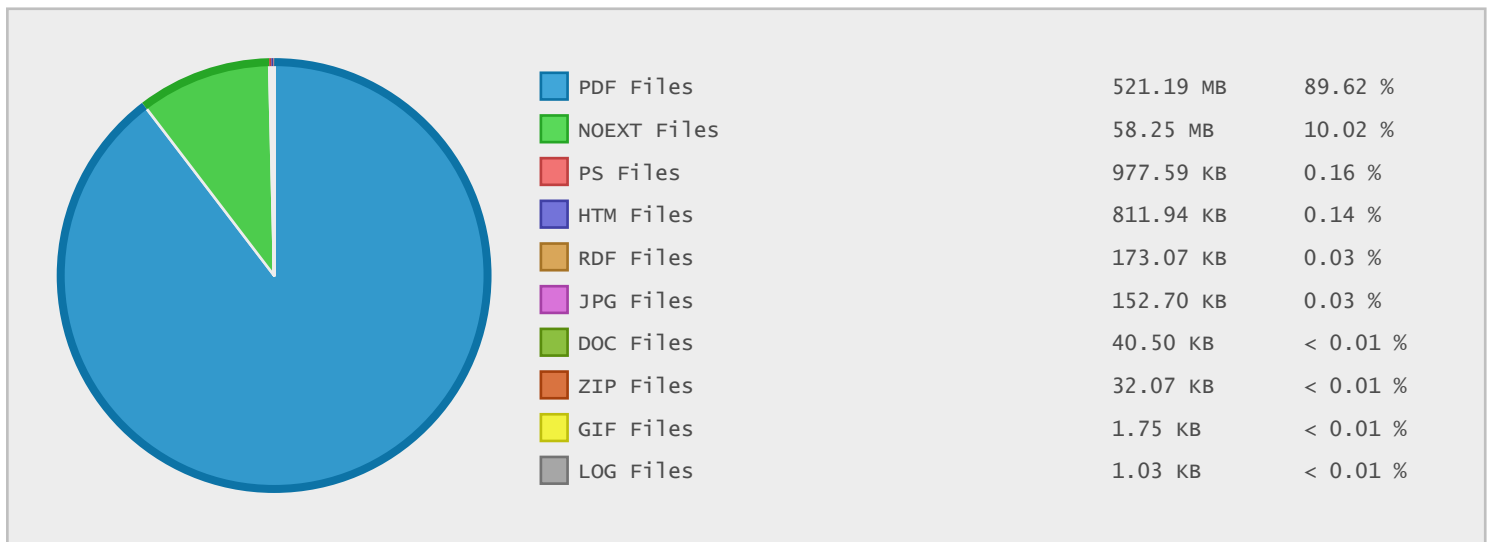 PDF Files 521.19 MB 89.62 %
NOEXT Files 58.25 MB 10.02 %
PS Files 977.59 KB 0.16 %
HTM Files 811.94 KB 0.14 %
RDF Files 173.07 KB 0.03 %
JPG Files 152.70 KB 0.03 %
DOC Files 40.50 KB < 0.01 %
ZIP Files 32.07 KB < 0.01 %
GIF Files 1.75 KB < 0.01 %
LOG Files 1.03 KB < 0.01 %